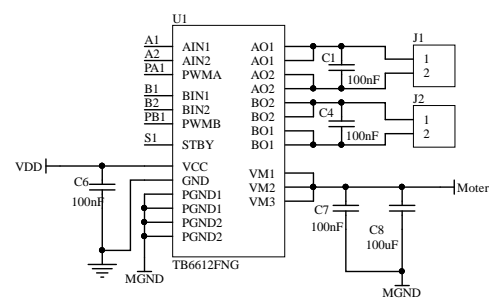 U1
J1
A1
AIN1
AO1
A2
AIN2
AO1
C1
1
PA1
PWMA
AO2
100nF
2
AO2
B1
BIN1
BO2
J2
B2
BIN2
BO2
C4
1
PB1
PWMB
BO1
100nF
2
S1
STBY
BO1
VDD
VCC
VM1
C6
GND
VM2
Moter
100nF
PGND1
VM3
PGND1
C7
C8
PGND2
100nF
100uF
PGND2
TB6612FNG
MGND
MGND